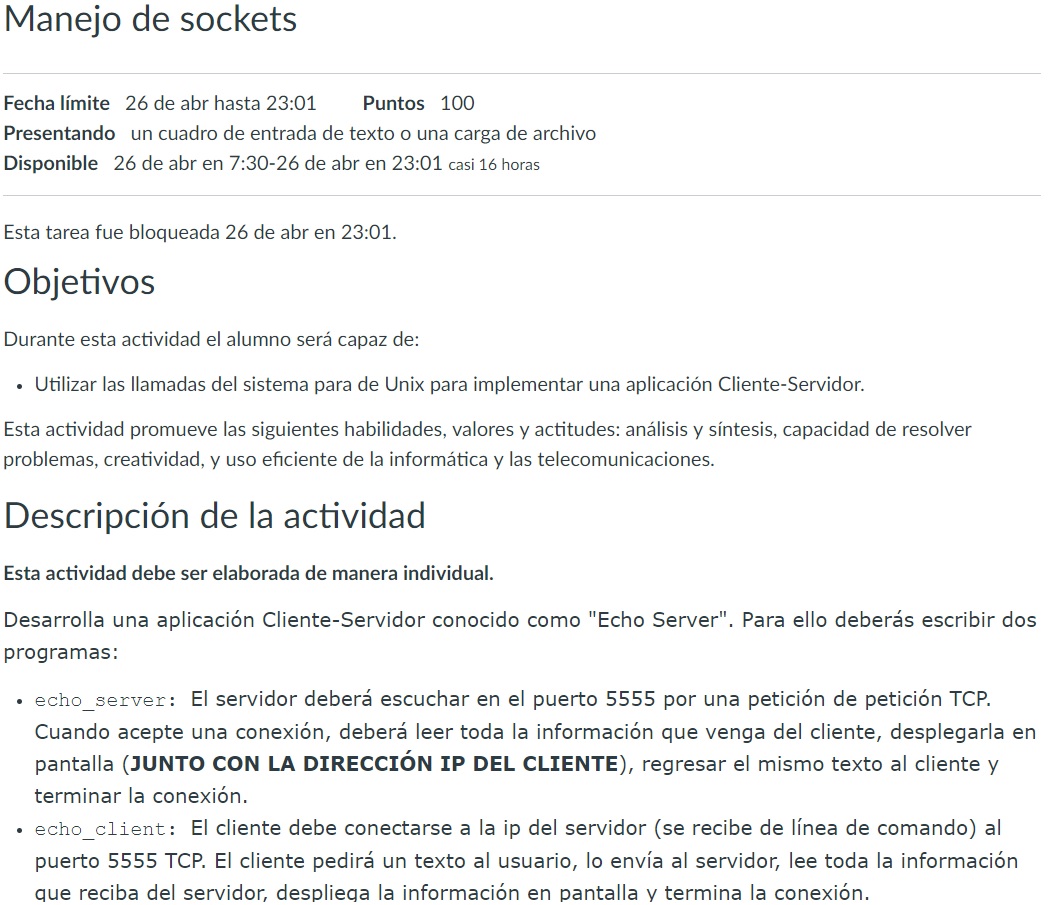 Manejo de sockets
Fecha límite 26 de abr hasta 23:01 Puntos 100
Presentando un cuadro de entrada de texto o una carga de archivo
Disponible 26 de abr en 7:30-26 de abr en 23:01 casi 16 horas
Esta tarea fue bloqueada 26 de abr en 23:01.
Objetivos
Durante esta actividad el alumno será capaz de:
• Utilizar las llamadas del sistema para de Unix para implementar una aplicación Cliente-Servidor.
Esta actividad promueve las siguientes habilidades, valores y actitudes: análisis y síntesis, capacidad de resolver
problemas, creatividad, y uso eficiente de la informática y las telecomunicaciones.
Descripción de la actividad
Esta actividad debe ser elaborada de manera individual.
Desarrolla una aplicación Cliente-Servidor conocido como "Echo Server". Para ello deberás escribir dos
programas:
• echo_server: El servidor deberá escuchar en el puerto 5555 por una petición de petición TCP.
Cuando acepte una conexión, deberá leer toda la información que venga del cliente, desplegarla en
pantalla (JUNTO CON LA DIRECCIÓN IP DEL CLIENTE), regresar el mismo texto al cliente y
terminar la conexión.
• echo_client: El cliente debe conectarse a la ip del servidor (se recibe de línea de comando) al
puerto 5555 TCP. El cliente pedirá un texto al usuario, lo envía al servidor, lee toda la información
que reciba del servidor, despliega la información en pantalla y termina la conexión.